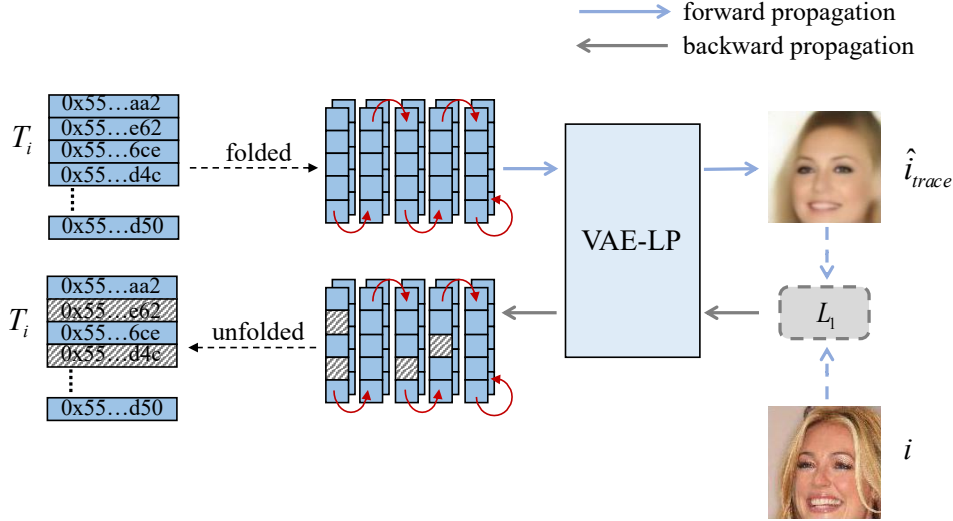 forward propagation
backward propagation
T_i
0x55…aa2
0x55…e62
0x55…6ce
0x55…d4c
0x55…d50
folded
VAE-LP
î_trace
L_1
T_i
0x55…aa2
0x55…e62
0x55…6ce
0x55…d4c
0x55…d50
unfolded
i